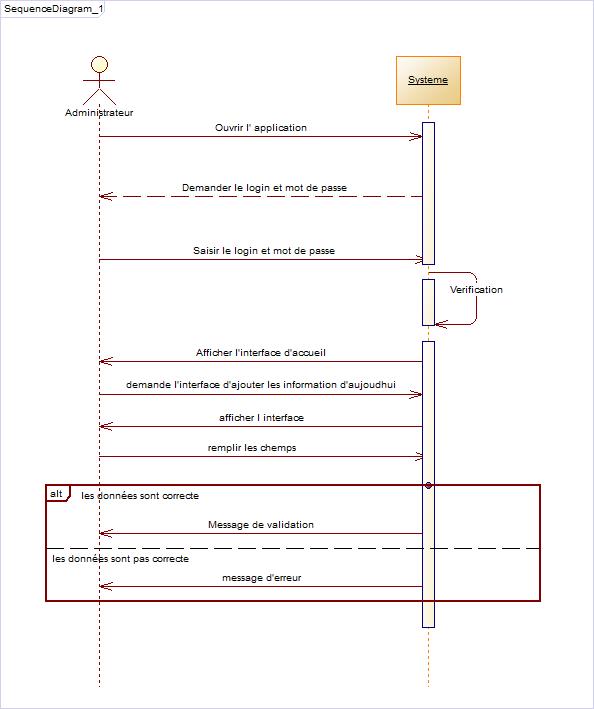 SequenceDiagram_1
Systeme
Administrateur
Ouvrir l' application
Demander le login et mot de passe
Saisir le login et mot de passe
Verification
Afficher l'interface d'accueil
demande l'interface d'ajouter les information d'aujoudhui
afficher l interface
remplir les chemps
alt
les données sont correcte
Message de validation
les données sont pas correcte
message d'erreur